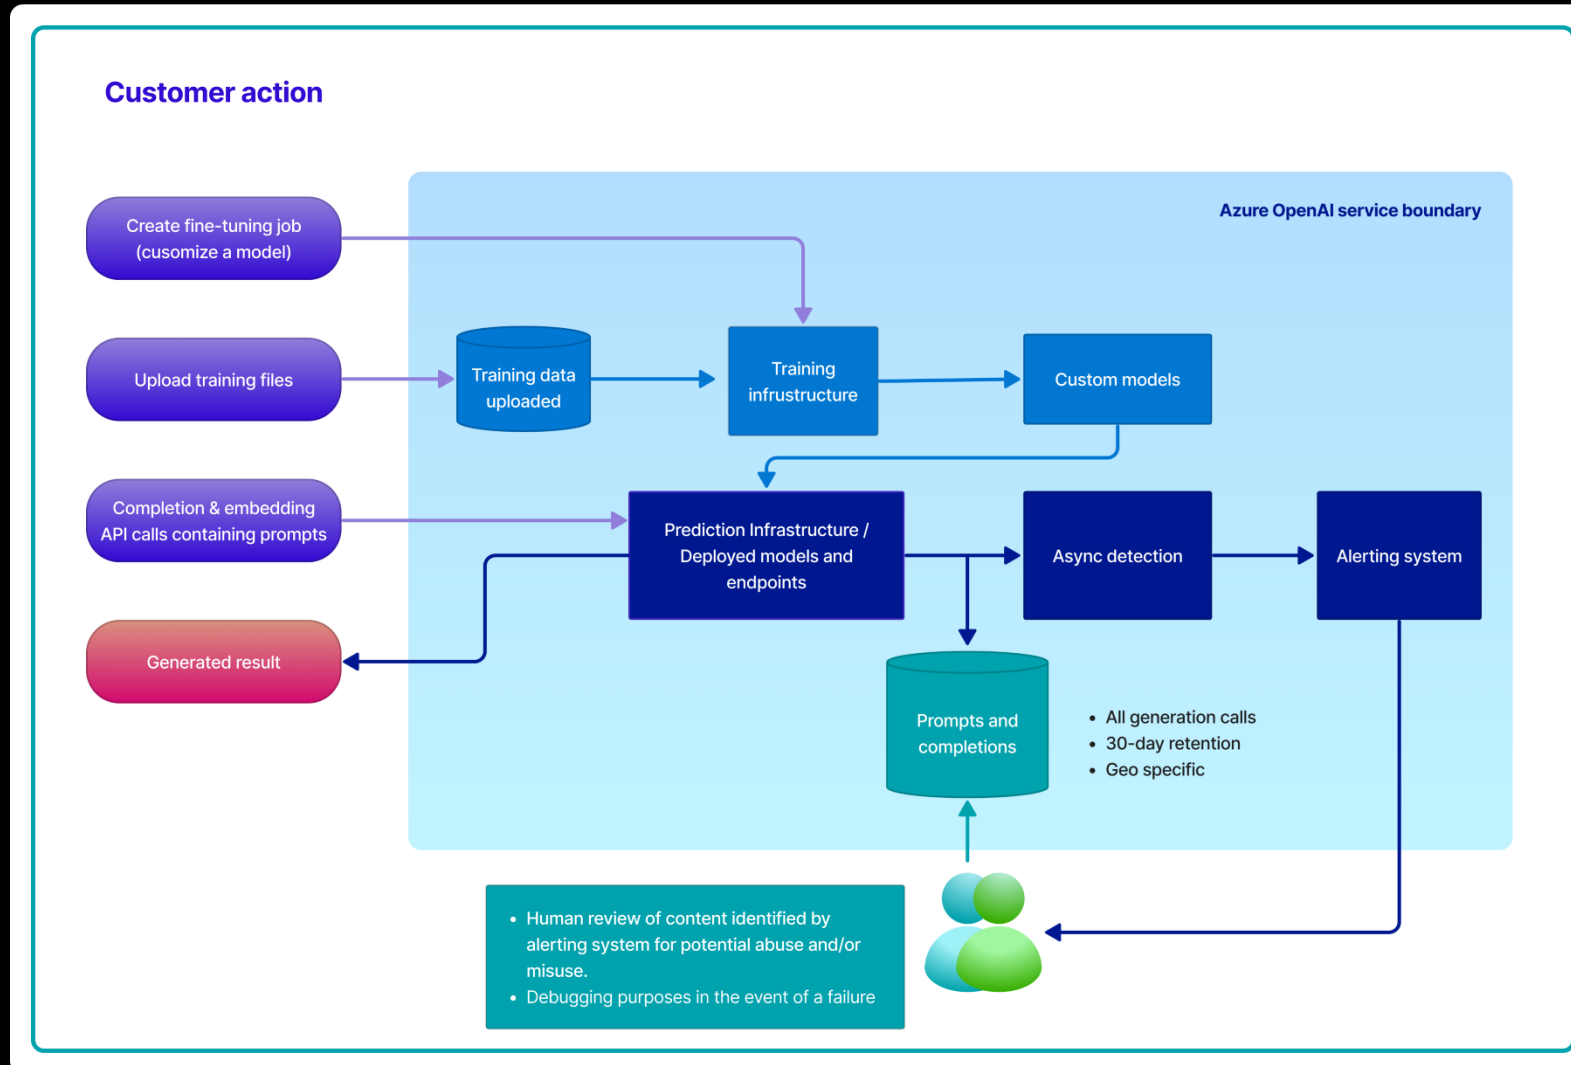 Customer action
Azure OpenAI service boundary
Create fine-tuning job
(cusomize a model)
Upload training files
Training data
uploaded
Training
infrustructure
Custom models
Completion & embedding
API calls containing prompts
Prediction Infrastructure /
Deployed models and
endpoints
Async detection
Alerting system
Generated result
Prompts and
completions
• All generation calls
• 30-day retention
• Geo specific
• Human review of content identified by
alerting system for potential abuse and/or
misuse.
• Debugging purposes in the event of a failure